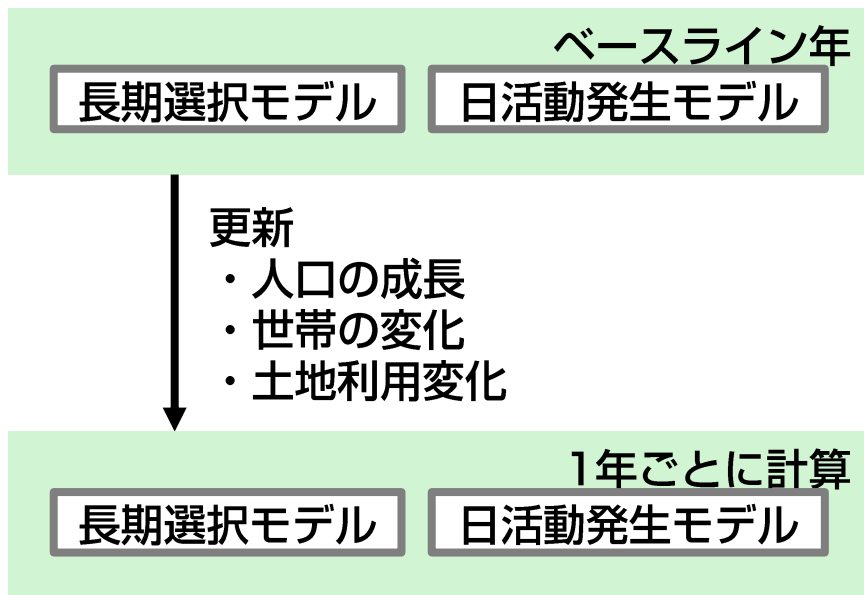 ベースライン年
長期選択モデル
日活動発生モデル
更新
・人口の成長
・世帯の変化
・土地利用変化
1年ごとに計算
長期選択モデル
日活動発生モデル